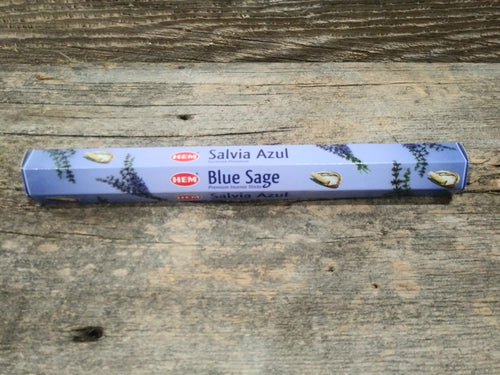 HEM Salvia Azul
HEM Blue Sage
Premium Incense Sticks
HEM Salvia Azul